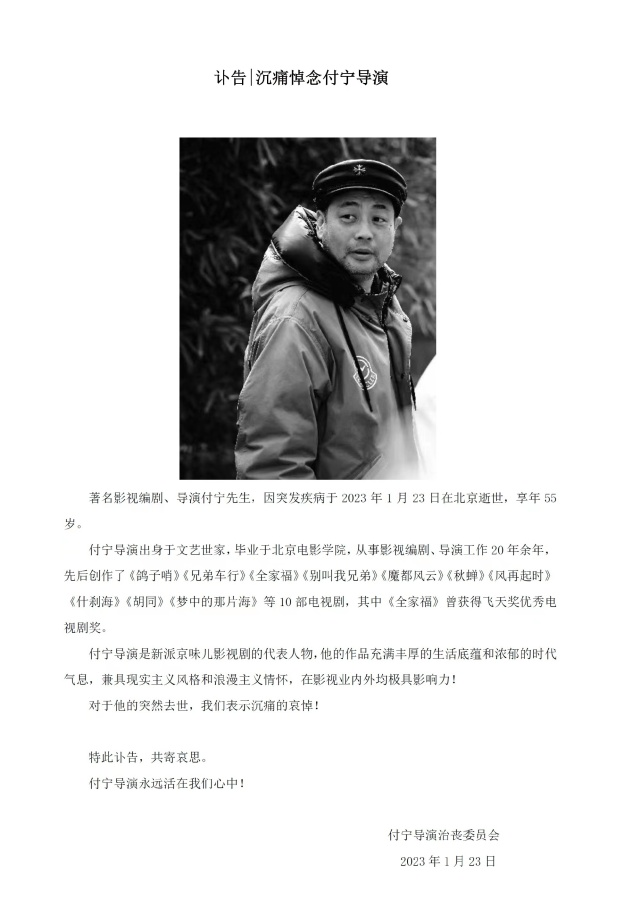 讣告|沉痛悼念付宁导演
著名影视编剧、导演付宁先生，因突发疾病于 2023 年 1 月 23 日在北京逝世，享年 55
岁。
付宁导演出身于文艺世家，毕业于北京电影学院，从事影视编剧、导演工作 20 年余年，
先后创作了《鸽子哨》《兄弟车行》《全家福》《别叫我兄弟》《魔都风云》《秋蝉》《风再起时》
《什刹海》《胡同》《梦中的那片海》等 10 部电视剧，其中《全家福》曾获得飞天奖优秀电
视剧奖。
付宁导演是新派京味儿影视剧的代表人物，他的作品充满丰厚的生活底蕴和浓郁的时代
气息，兼具现实主义风格和浪漫主义情怀，在影视业内外均极具影响力！
对于他的突然去世，我们表示沉痛的哀悼！
特此讣告，共寄哀思。
付宁导演永远活在我们心中！
付宁导演治丧委员会
2023 年 1 月 23 日